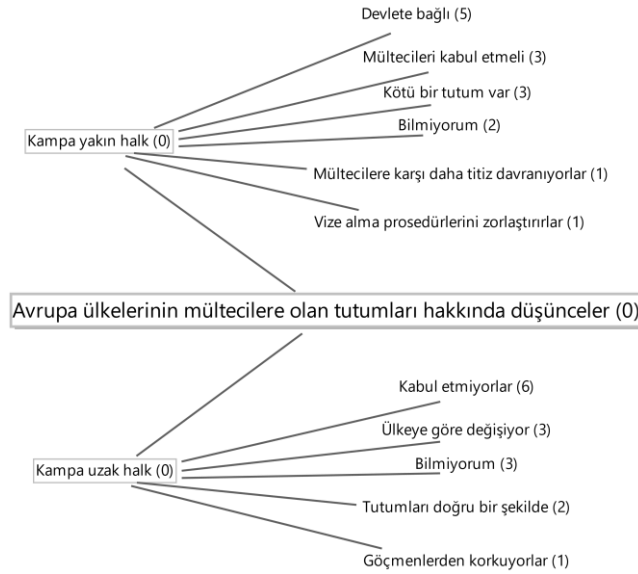 Devlete bağlı (5)
Mültecileri kabul etmeli (3)
Kötü bir tutum var (3)
Bilmiyorum (2)
Kampa yakın halk (0)
Mültecilere karşı daha titiz davranıyorlar (1)
Vize alma prosedürlerini zorlaştırırlar (1)
Avrupa ülkelerinin mültecilere olan tutumları hakkında düşünceler (0)
Kabul etmiyorlar (6)
Ülkeye göre değişiyor (3)
Bilmiyorum (3)
Kampa uzak halk (0)
Tutumları doğru bir şekilde (2)
Göçmenlerden korkuyorlar (1)